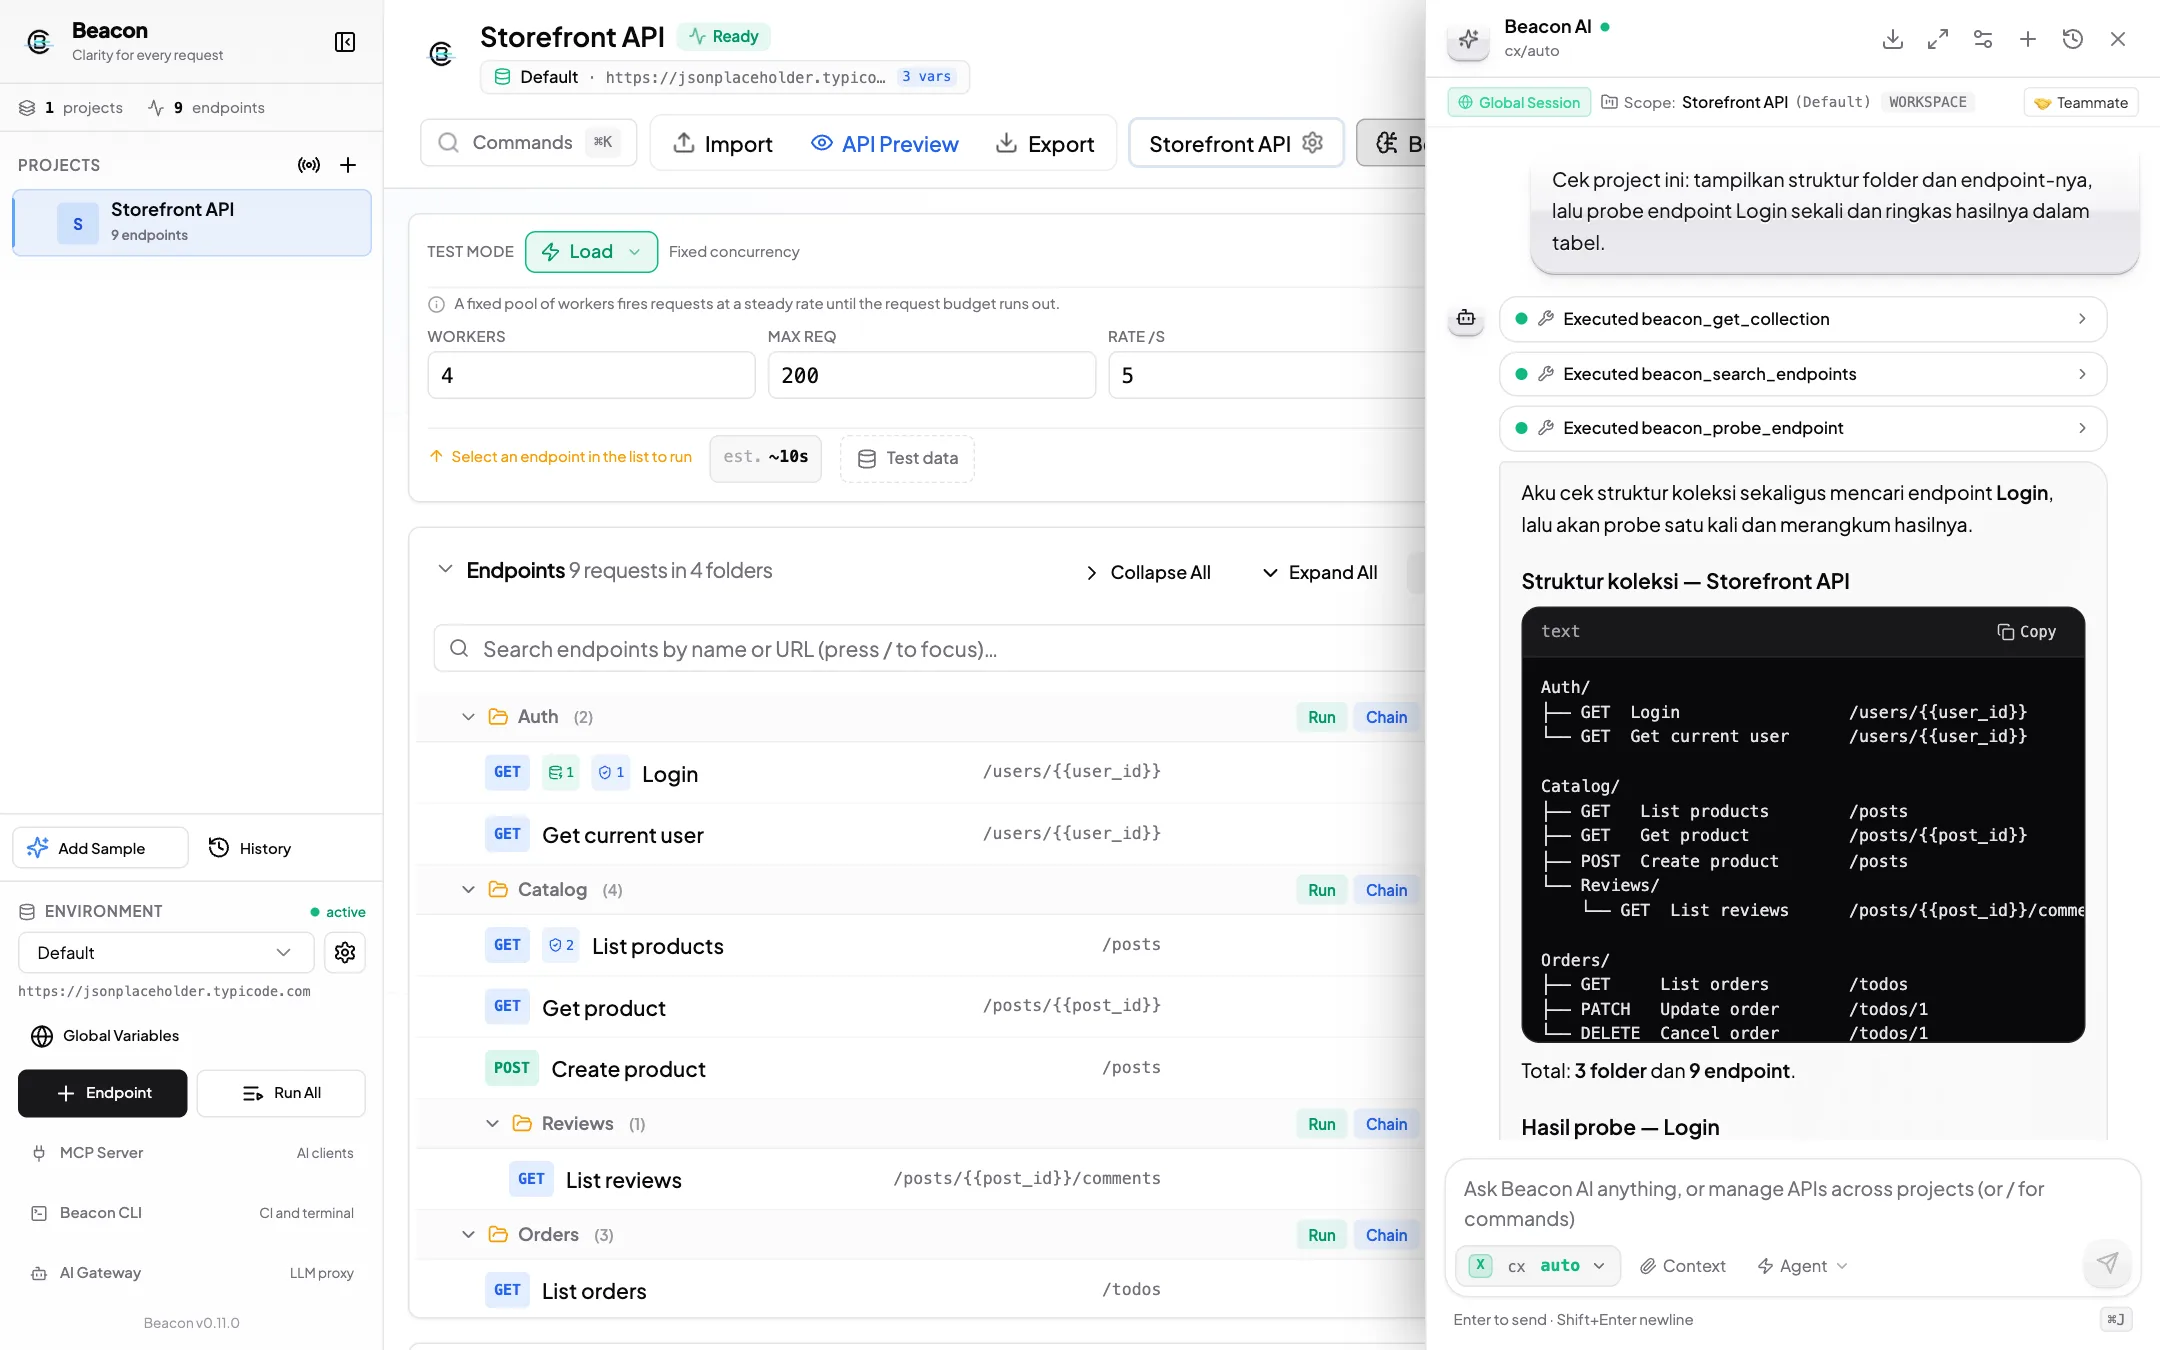 Beacon
Clarity for every request
1 projects
9 endpoints
PROJECTS
S
Storefront API
9 endpoints
Add Sample
History
ENVIRONMENT
active
Default
https://jsonplaceholder.typicode.com
Global Variables
Endpoint
Run All
MCP Server
AI clients
Beacon CLI
CI and terminal
AI Gateway
LLM proxy
Beacon v0.11.0
Storefront API
Ready
Default · https://jsonplaceholder.typico… 3 vars
Commands ⌘K
Import
API Preview
Export
Storefront API
TEST MODE
Load
Fixed concurrency
A fixed pool of workers fires requests at a steady rate until the request budget runs out.
WORKERS
MAX REQ
RATE /S
4
200
5
Select an endpoint in the list to run
est. ~10s
Test data
Endpoints 9 requests in 4 folders
Collapse All
Expand All
Search endpoints by name or URL (press / to focus)…
Auth (2)
Run
Chain
GET 1 1 Login /users/{{user_id}}
GET Get current user /users/{{user_id}}
Catalog (4)
Run
Chain
GET 2 List products /posts
GET Get product /posts/{{post_id}}
POST Create product /posts
Reviews (1)
Run
Chain
GET List reviews /posts/{{post_id}}/comments
Orders (3)
Run
Chain
GET List orders /todos
Beacon AI
cx/auto
Global Session
Scope: Storefront API (Default) WORKSPACE
Teammate
Cek project ini: tampilkan struktur folder dan endpoint-nya,
lalu probe endpoint Login sekali dan ringkas hasilnya dalam
tabel.
Executed beacon_get_collection
Executed beacon_search_endpoints
Executed beacon_probe_endpoint
Aku cek struktur koleksi sekaligus mencari endpoint Login,
lalu akan probe satu kali dan merangkum hasilnya.
Struktur koleksi — Storefront API
text
Copy
Auth/
├── GET Login /users/{{user_id}}
└── GET Get current user /users/{{user_id}}
Catalog/
├── GET List products /posts
├── GET Get product /posts/{{post_id}}
├── POST Create product /posts
└── Reviews/
└── GET List reviews /posts/{{post_id}}/comme
Orders/
├── GET List orders /todos
├── PATCH Update order /todos/1
└── DELETE Cancel order /todos/1
Total: 3 folder dan 9 endpoint.
Hasil probe — Login
Ask Beacon AI anything, or manage APIs across projects (or / for
commands)
X cx auto
Context
Agent
Enter to send · Shift+Enter newline
⌘J